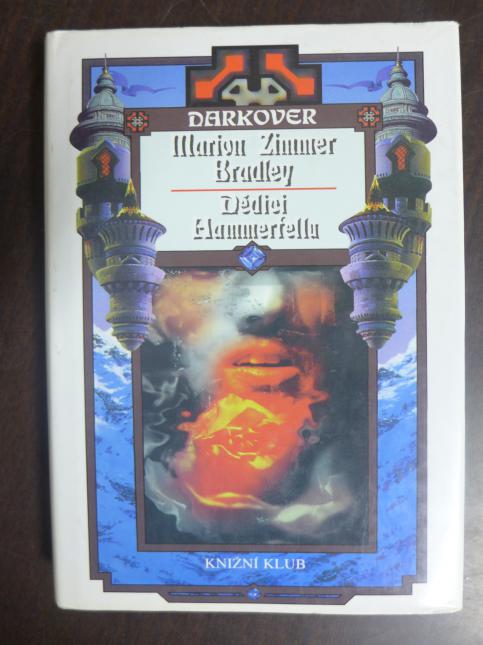 DARKOVER
Marion Zimmer
Bradley
Dědici
Hammerfellu
KNIŽNÍ KLUB